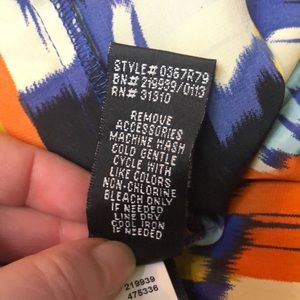 STYLE# 0367R79
BN# 219939/0113
RN# 31310
REMOVE
ACCESSORIES
MACHINE WASH
COLD GENTLE
CYCLE WITH
LIKE COLORS
NON-CHLORINE
BLEACH ONLY
IF NEEDED
LINE DRY
COOL IRON
IF NEEDED
219939
475336